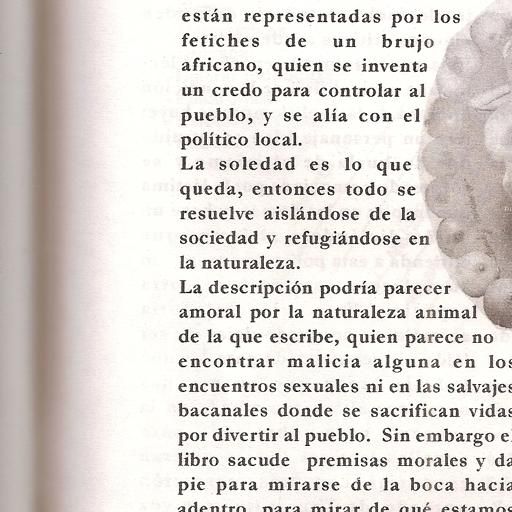 están representadas por los
fetiches de un brujo
africano, quien se inventa
un credo para controlar al
pueblo, y se alía con el
político local.
La soledad es lo que
queda, entonces todo se
resuelve aislándose de la
sociedad y refugiándose en
la naturaleza.
La descripción podría parecer
amoral por la naturaleza animal
de la que escribe, quien parece no
encontrar malicia alguna en los
encuentros sexuales ni en las salvajes
bacanales donde se sacrifican vidas
por divertir al pueblo. Sin embargo el
libro sacude premisas morales y da
pie para mirarse de la boca hacia
adentro, para mirar de qué estamos